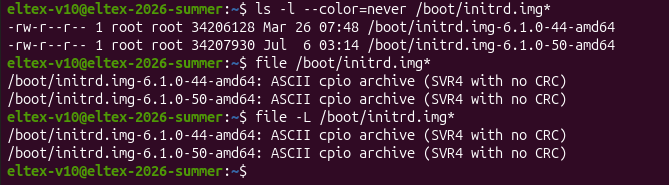 eltex-v10@eltex-2026-summer:~$ ls -l --color=never /boot/initrd.img*
-rw-r--r-- 1 root root 34206128 Mar 26 07:48 /boot/initrd.img-6.1.0-44-amd64
-rw-r--r-- 1 root root 34207930 Jul  6 03:14 /boot/initrd.img-6.1.0-50-amd64
eltex-v10@eltex-2026-summer:~$ file /boot/initrd.img*
/boot/initrd.img-6.1.0-44-amd64: ASCII cpio archive (SVR4 with no CRC)
/boot/initrd.img-6.1.0-50-amd64: ASCII cpio archive (SVR4 with no CRC)
eltex-v10@eltex-2026-summer:~$ file -L /boot/initrd.img*
/boot/initrd.img-6.1.0-44-amd64: ASCII cpio archive (SVR4 with no CRC)
/boot/initrd.img-6.1.0-50-amd64: ASCII cpio archive (SVR4 with no CRC)
eltex-v10@eltex-2026-summer:~$